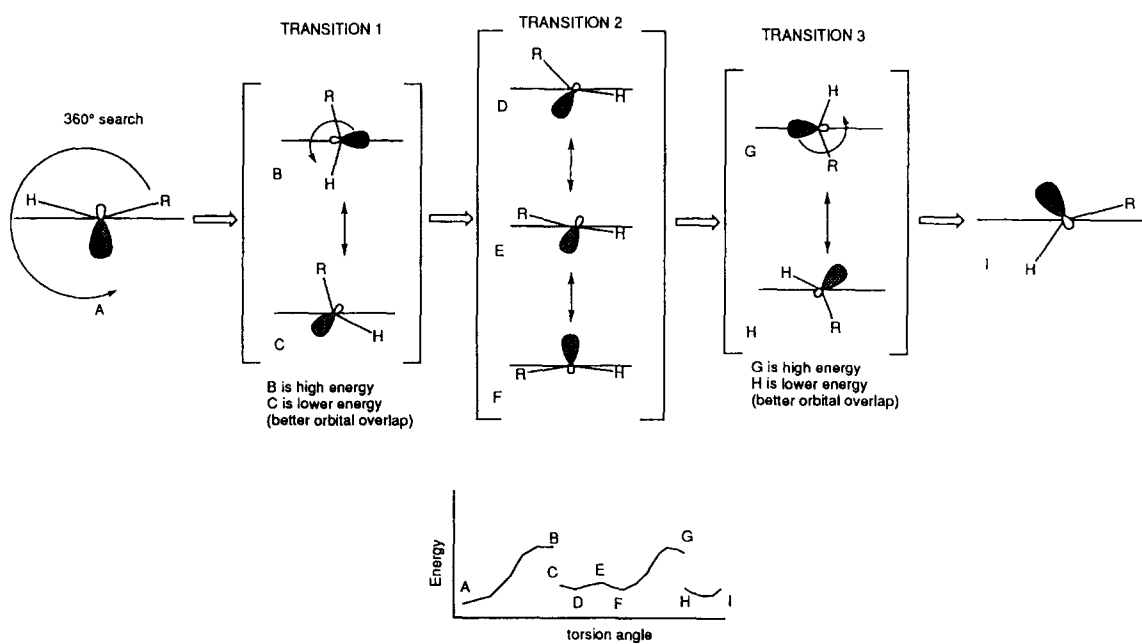 TRANSITION 1
TRANSITION 2
TRANSITION 3
360° search
H
R
A
R
H
B
R
H
C
B is high energy
C is lower energy
(better orbital overlap)
R
H
D
R
R
E
R
H
F
H
R
G
H
R
H
G is high energy
H is lower energy
(better orbital overlap)
R
H
I
Energy
A
B
C
D
E
F
G
H
I
torsion angle